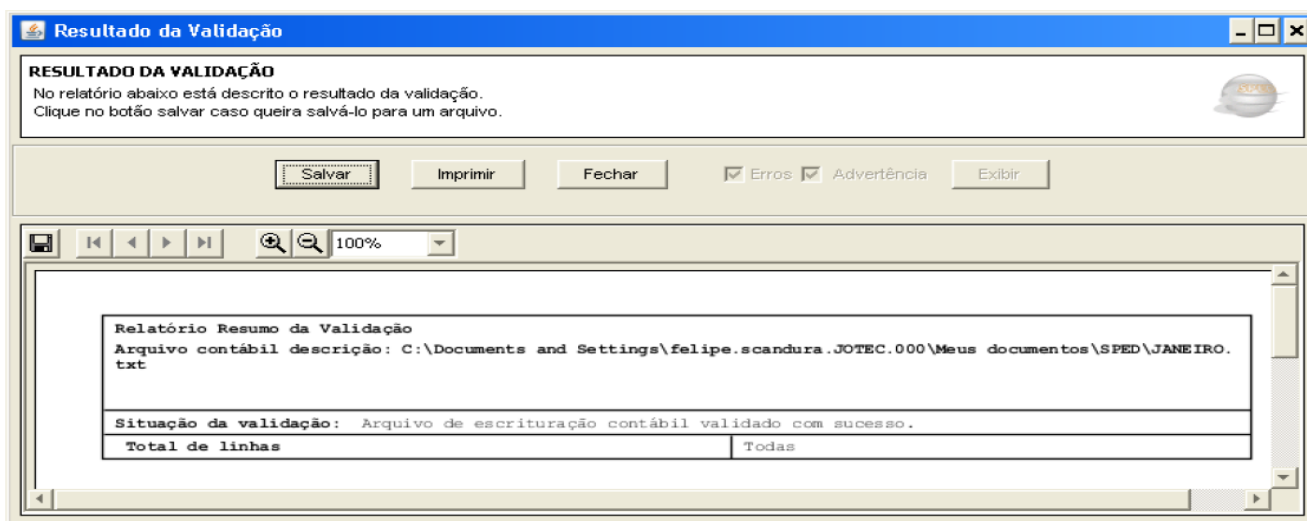 Resultado da Validação
RESULTADO DA VALIDAÇÃO
No relatório abaixo está descrito o resultado da validação.
Clique no botão salvar caso queira salvá-lo para um arquivo.
Salvar Imprimir Fechar Erros Advertência Exibir
100%
Relatório Resumo da Validação
Arquivo contábil descrição: C:\Documents and Settings\felipe.scandura.JOTEC.000\Meus documentos\SPED\JANEIRO.
txt
Situação da validação: Arquivo de escrituração contábil validado com sucesso.
Total de linhas Todas